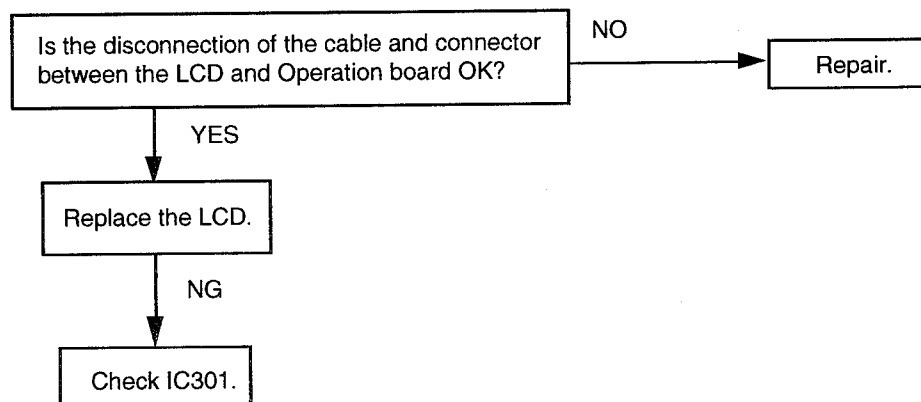 Is the disconnection of the cable and connector
between the LCD and Operation board OK?
NO
Repair.
YES
Replace the LCD.
NG
Check IC301.